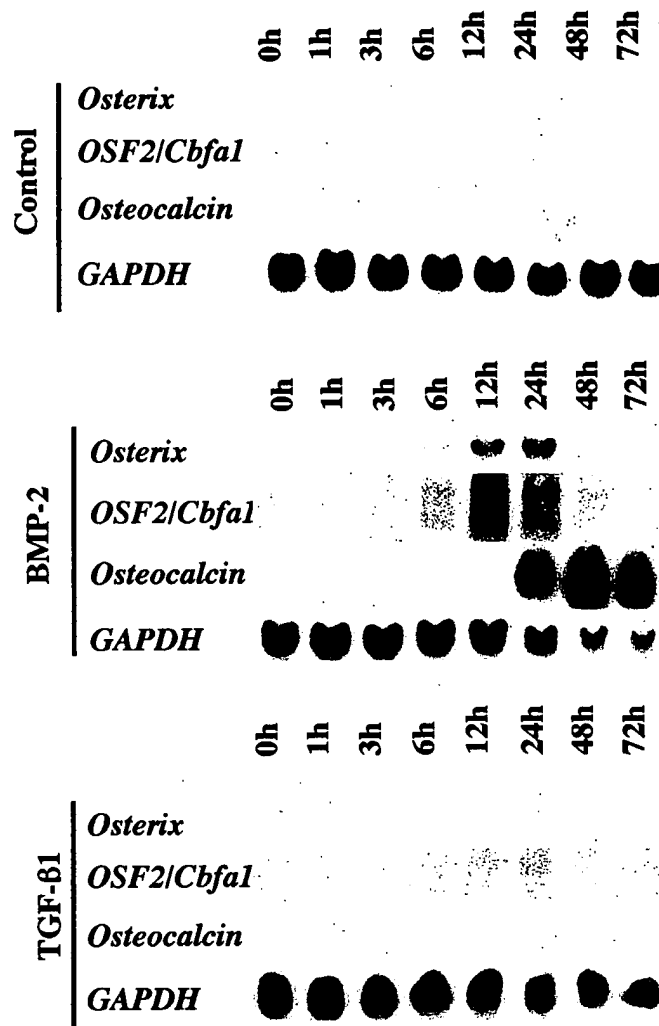 0h 1h 3h 6h 12h 24h 48h 72h
Control
Osterix
OSF2/Cbfa1
Osteocalcin
GAPDH
0h 1h 3h 6h 12h 24h 48h 72h
BMP-2
Osterix
OSF2/Cbfa1
Osteocalcin
GAPDH
0h 1h 3h 6h 12h 24h 48h 72h
TGF-β1
Osterix
OSF2/Cbfa1
Osteocalcin
GAPDH